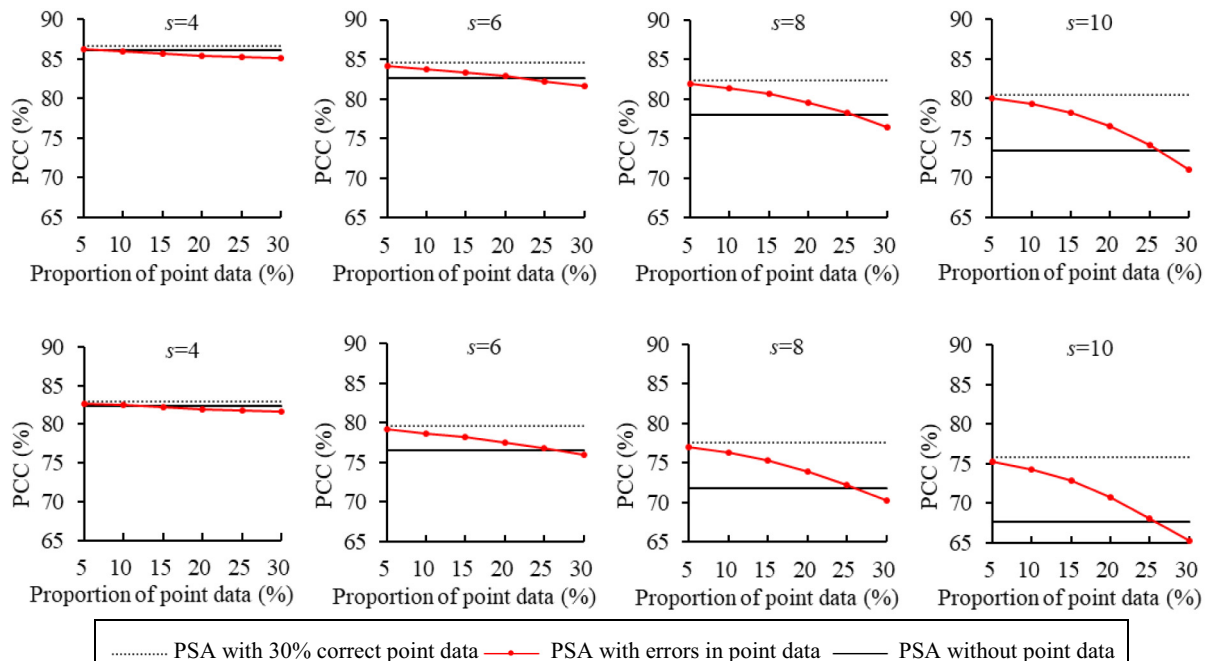 90 90 90 90
s=4 s=6 s=8 s=10
85 85 85 85
80 80 80 80
75 75 75 75
70 70 70 70
65 65 65 65
PCC (%) PCC (%) PCC (%) PCC (%)
5 10 15 20 25 30 5 10 15 20 25 30 5 10 15 20 25 30 5 10 15 20 25 30
Proportion of point data (%) Proportion of point data (%) Proportion of point data (%) Proportion of point data (%)
90 90 90 90
s=4 s=6 s=8 s=10
85 85 85 85
80 80 80 80
75 75 75 75
70 70 70 70
65 65 65 65
PCC (%) PCC (%) PCC (%) PCC (%)
5 10 15 20 25 30 5 10 15 20 25 30 5 10 15 20 25 30 5 10 15 20 25 30
Proportion of point data (%) Proportion of point data (%) Proportion of point data (%) Proportion of point data (%)
PSA with 30% correct point data PSA with errors in point data PSA without point data